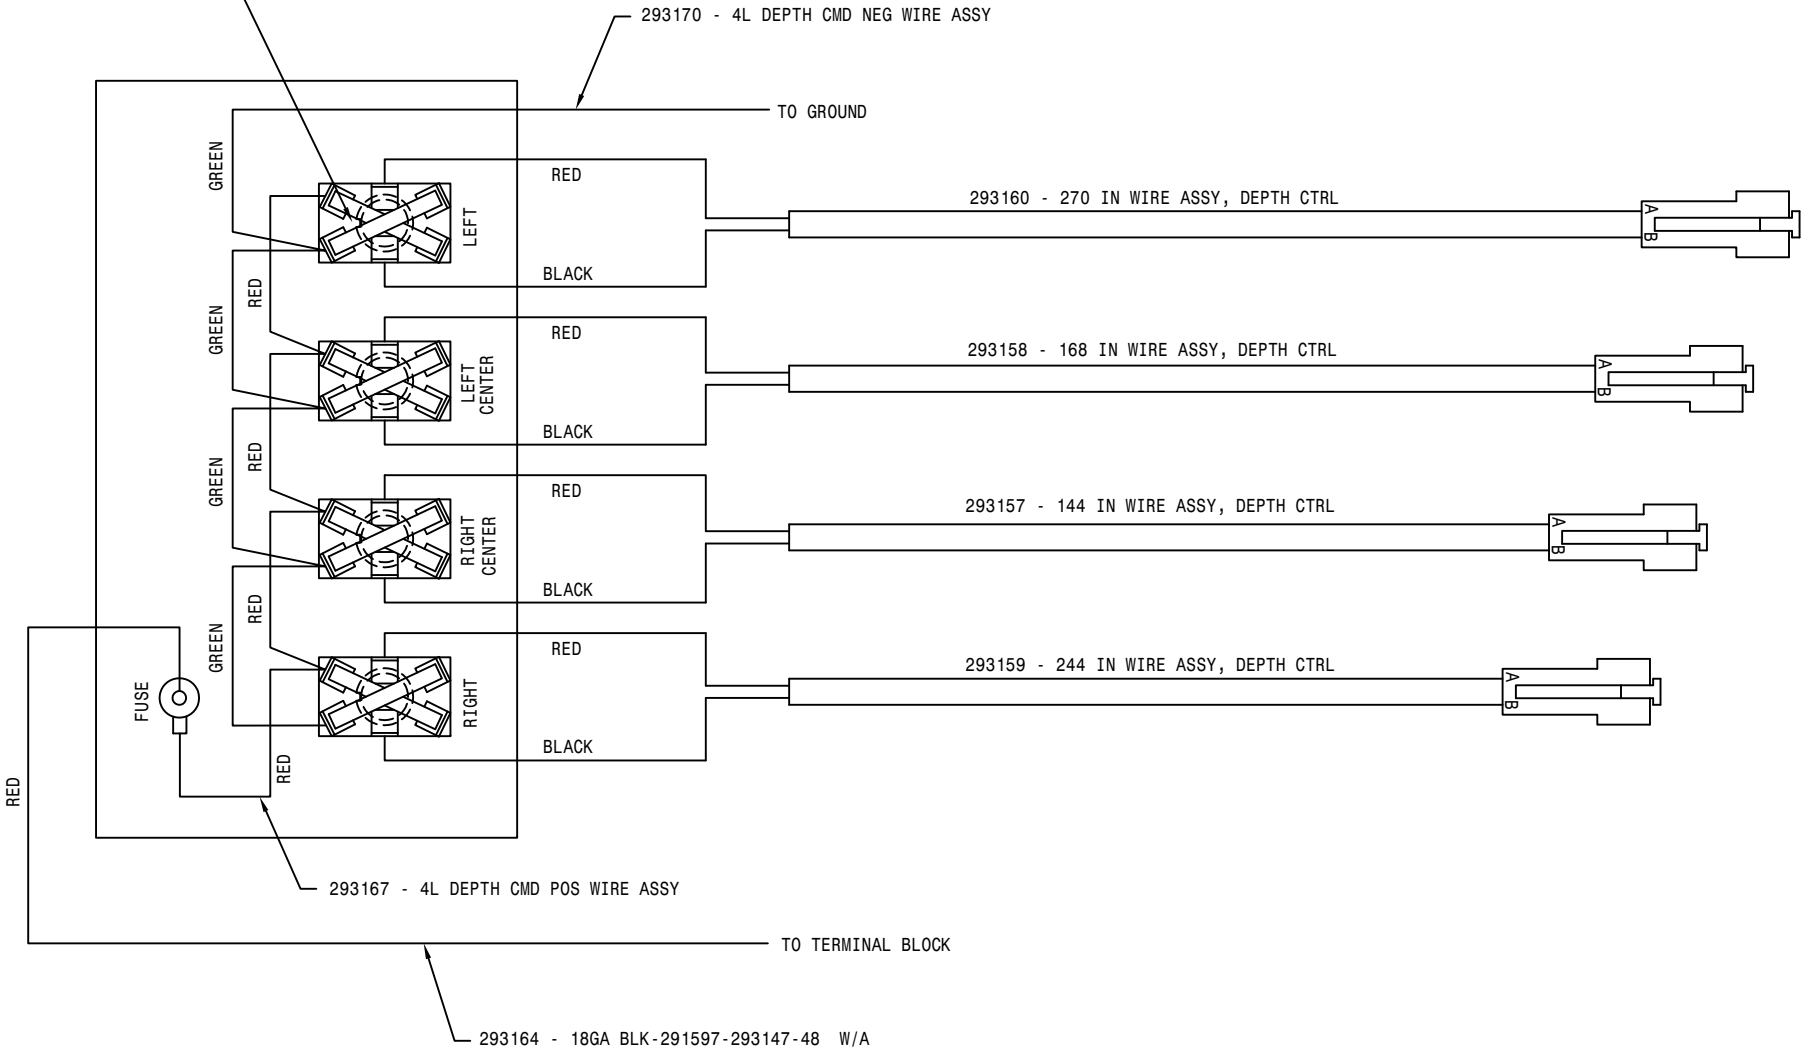 293170 - 4L DEPTH CMD NEG WIRE ASSY
TO GROUND
GREEN
RED
LEFT
293160 - 270 IN WIRE ASSY, DEPTH CTRL
A
B
BLACK
RED
GREEN
RED
LEFT
CENTER
293158 - 168 IN WIRE ASSY, DEPTH CTRL
A
B
BLACK
RED
GREEN
RED
RIGHT
CENTER
293157 - 144 IN WIRE ASSY, DEPTH CTRL
A
B
BLACK
RED
GREEN
RED
RIGHT
293159 - 244 IN WIRE ASSY, DEPTH CTRL
A
B
FUSE
BLACK
RED
RED
293167 - 4L DEPTH CMD POS WIRE ASSY
TO TERMINAL BLOCK
293164 - 18GA BLK-291597-293147-48 W/A